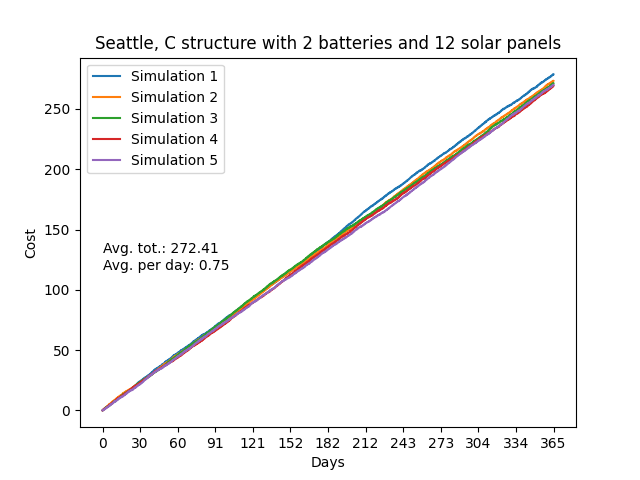 Seattle, C structure with 2 batteries and 12 solar panels
Simulation 1
Simulation 2
Simulation 3
Simulation 4
Simulation 5
250
200
150
100
50
0
Cost
Avg. tot.: 272.41
Avg. per day: 0.75
0 30 60 91 121 152 182 212 243 273 304 334 365
Days